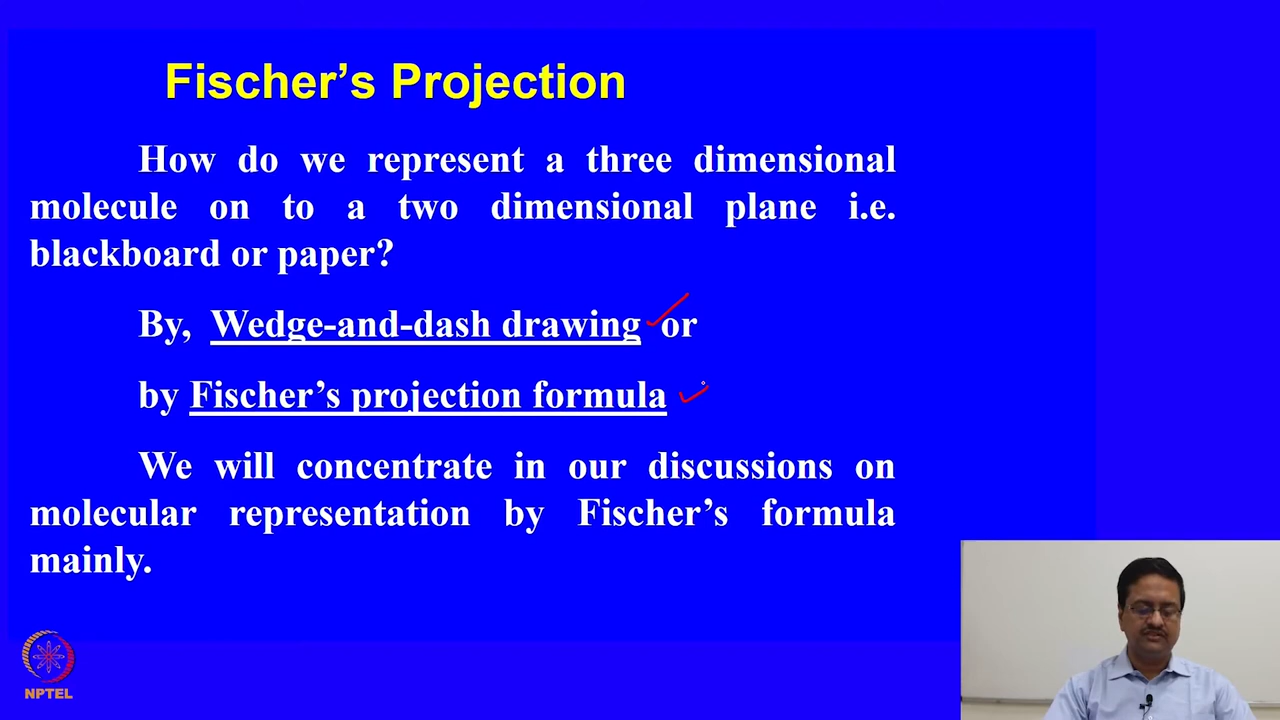 Fischer’s Projection
How do we represent a three dimensional
molecule on to a two dimensional plane i.e.
blackboard or paper?
By, Wedge-and-dash drawing or
by Fischer’s projection formula
We will concentrate in our discussions on
molecular representation by Fischer’s formula
mainly.
NPTEL